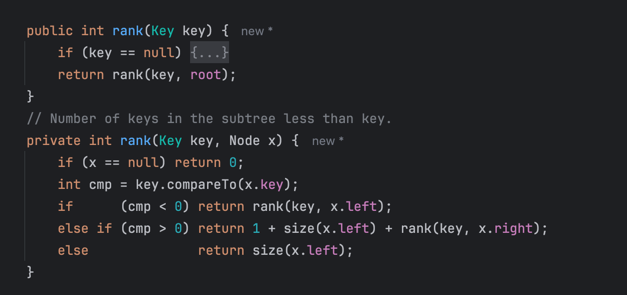 public int rank(Key key) { new *
    if (key == null) {...}
    return rank(key, root);
}
// Number of keys in the subtree less than key.
private int rank(Key key, Node x) { new *
    if (x == null) return 0;
    int cmp = key.compareTo(x.key);
    if      (cmp < 0) return rank(key, x.left);
    else if (cmp > 0) return 1 + size(x.left) + rank(key, x.right);
    else              return size(x.left);
}